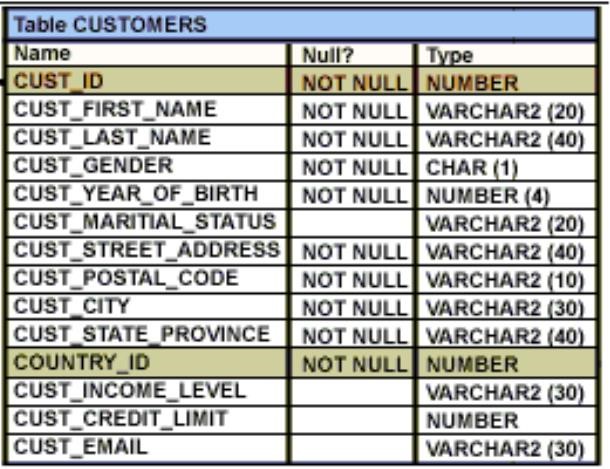 Table CUSTOMERS
Name Null? Type
CUST_ID NOT NULL NUMBER
CUST_FIRST_NAME NOT NULL VARCHAR2 (20)
CUST_LAST_NAME NOT NULL VARCHAR2 (40)
CUST_GENDER NOT NULL CHAR (1)
CUST_YEAR_OF_BIRTH NOT NULL NUMBER (4)
CUST_MARITIAL_STATUS VARCHAR2 (20)
CUST_STREET_ADDRESS NOT NULL VARCHAR2 (40)
CUST_POSTAL_CODE NOT NULL VARCHAR2 (10)
CUST_CITY NOT NULL VARCHAR2 (30)
CUST_STATE_PROVINCE NOT NULL VARCHAR2 (40)
COUNTRY_ID NOT NULL NUMBER
CUST_INCOME_LEVEL VARCHAR2 (30)
CUST_CREDIT_LIMIT NUMBER
CUST_EMAIL VARCHAR2 (30)